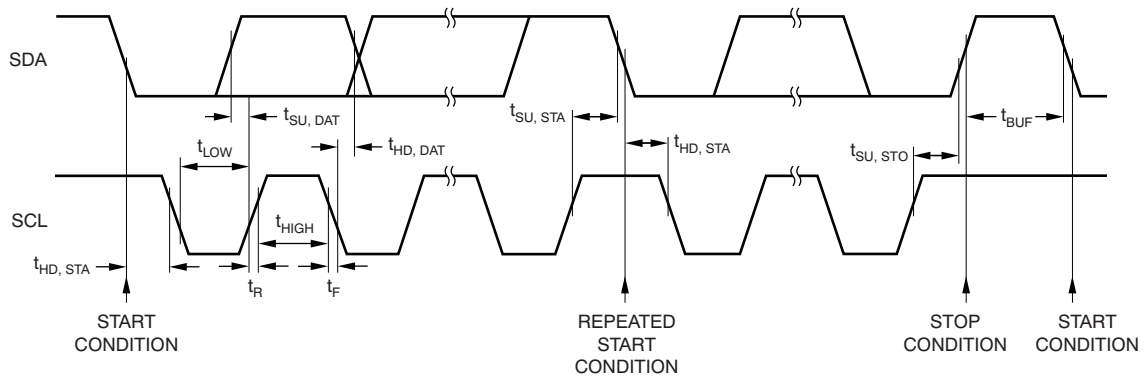 SDA
tSU, DAT
tSU, STA
tBUF
tLOW
tHD, DAT
tHD, STA
tSU, STO
SCL
tHIGH
tHD, STA
tR
tF
START
CONDITION
REPEATED
START
CONDITION
STOP
CONDITION
START
CONDITION